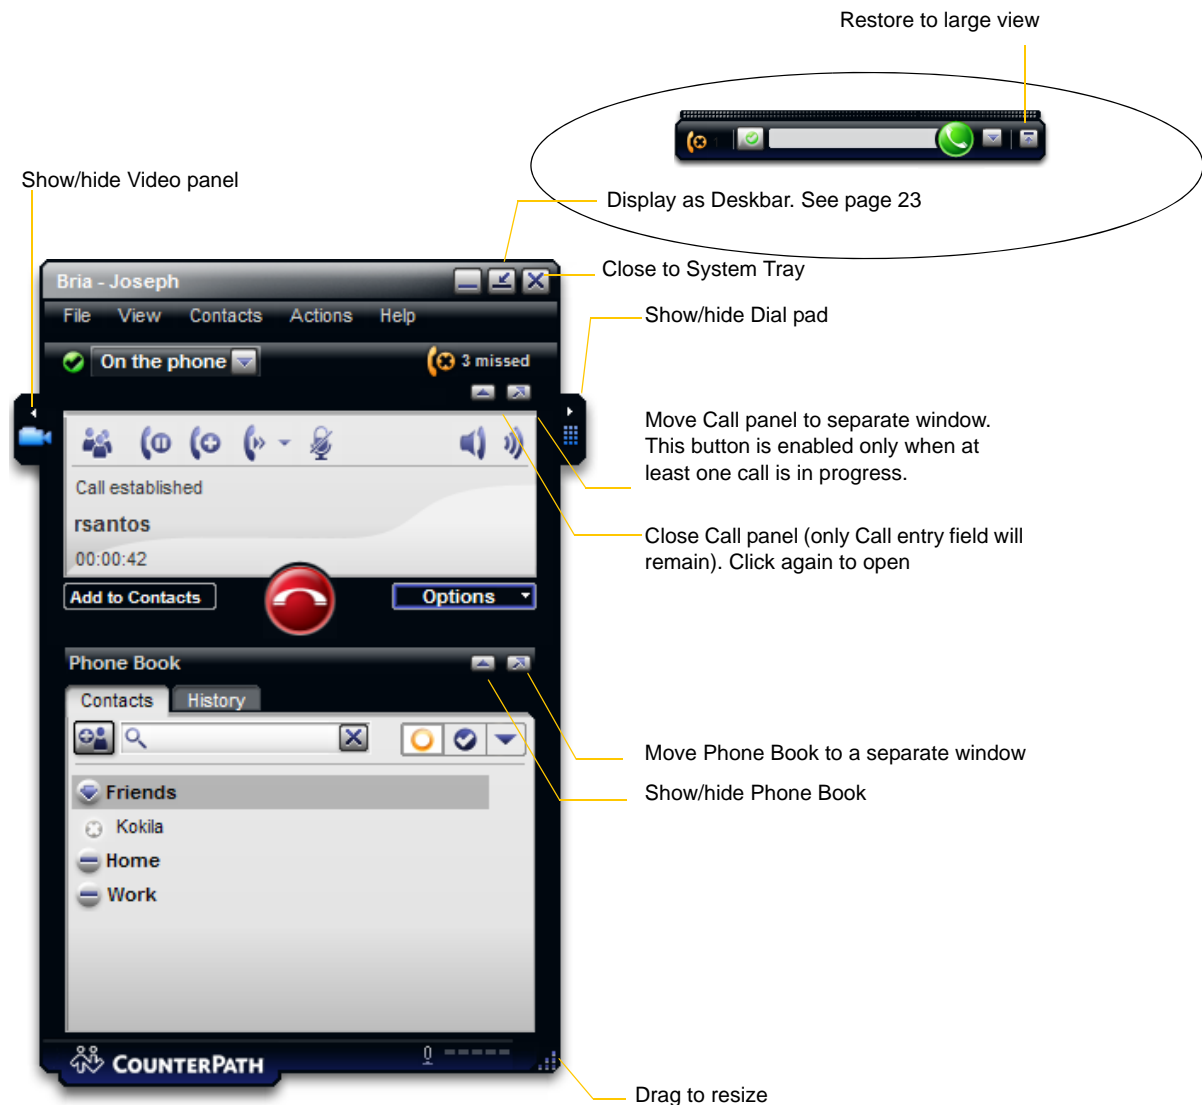 Restore to large view
Show/hide Video panel
Display as Deskbar. See page 23
Bria - Joseph
Close to System Tray
File View Contacts Actions Help
Show/hide Dial pad
On the phone
3 missed
Move Call panel to separate window.
This button is enabled only when at
least one call is in progress.
Call established
rsantos
00:00:42
Close Call panel (only Call entry field will
remain). Click again to open
Add to Contacts
Options
Phone Book
Contacts History
Move Phone Book to a separate window
Show/hide Phone Book
Friends
Kokila
Home
Work
COUNTERPATH
Drag to resize